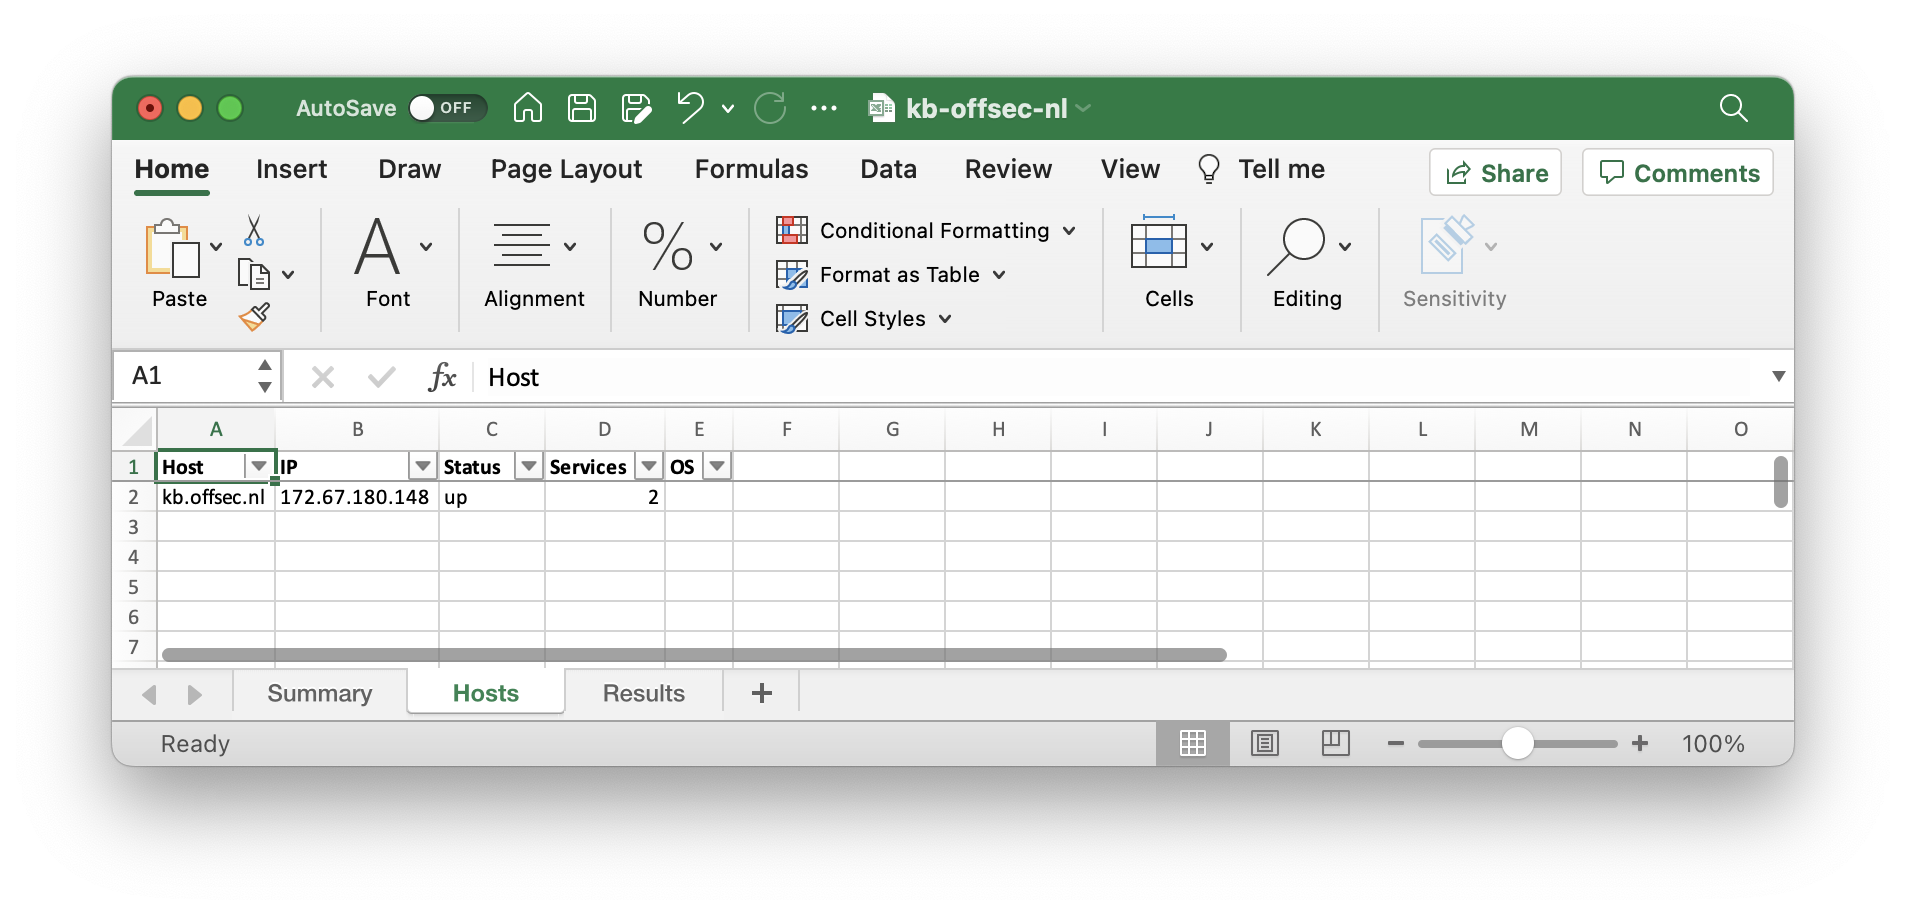 AutoSave OFF kb-offsec-nl
Home Insert Draw Page Layout Formulas Data Review View Tell me Share Comments
Paste Font Alignment Number Conditional Formatting Format as Table Cell Styles Cells Editing Sensitivity
A1 fx Host
A B C D E F G H I J K L M N O
1 Host IP Status Services OS
2 kb.offsec.nl 172.67.180.148 up 2
3
4
5
6
7
Summary Hosts Results
Ready 100%